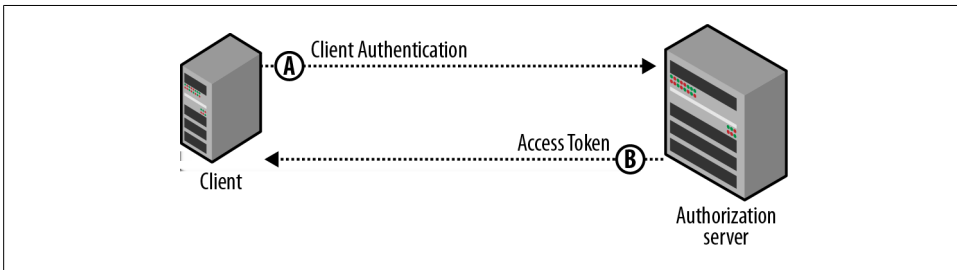 Client Authentication
A
Access Token
B
Client
Authorization
server